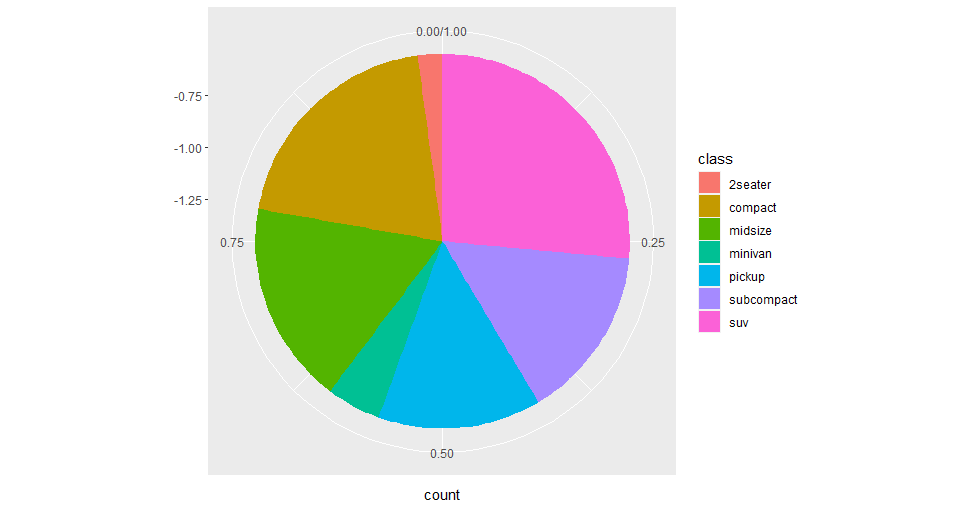 0.00/1.00
-0.75
-1.00
-1.25
0.75
0.25
0.50
count
class
2seater
compact
midsize
minivan
pickup
subcompact
suv